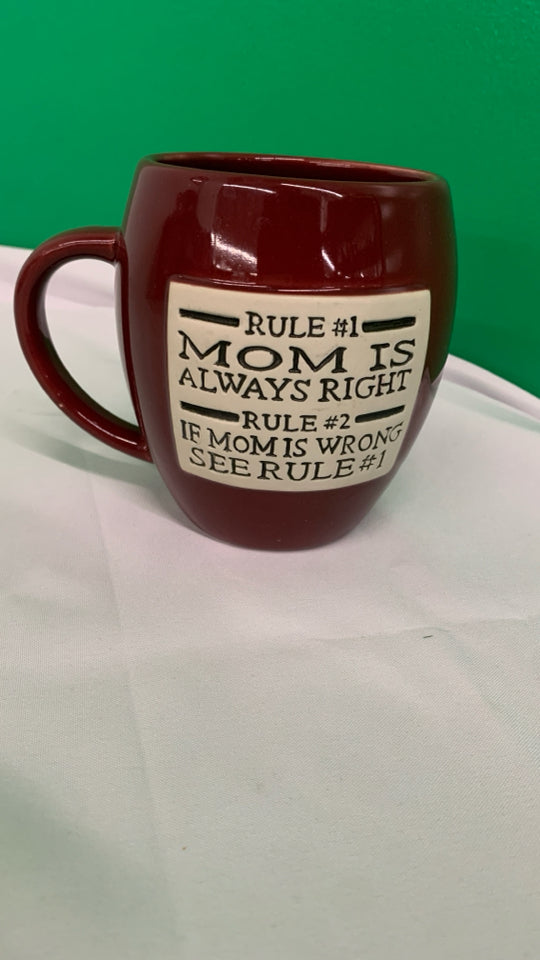 RULE #1
MOM IS
ALWAYS RIGHT
RULE #2
IF MOM IS WRONG
SEE RULE #1